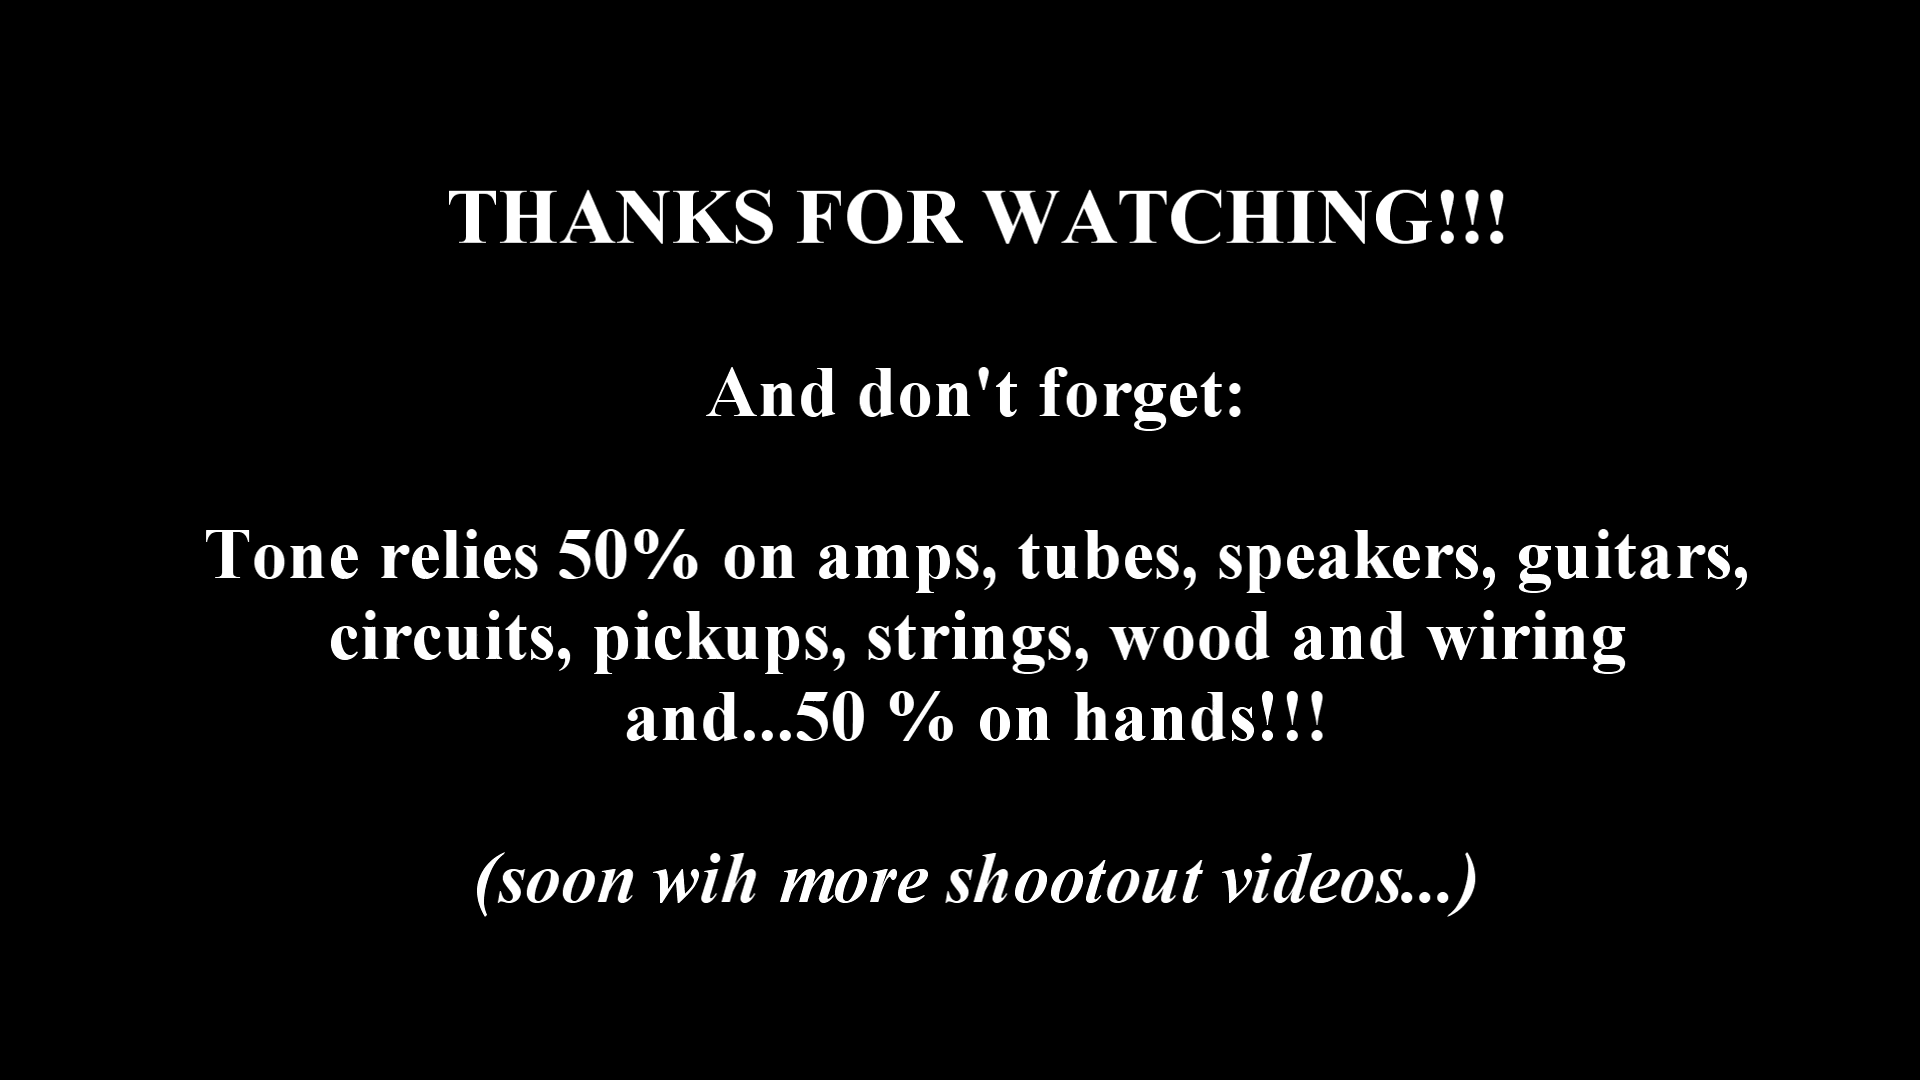 THANKS FOR WATCHING!!!
And don't forget:
Tone relies 50% on amps, tubes, speakers, guitars,
circuits, pickups, strings, wood and wiring
and...50 % on hands!!!
(soon wih more shootout videos...)